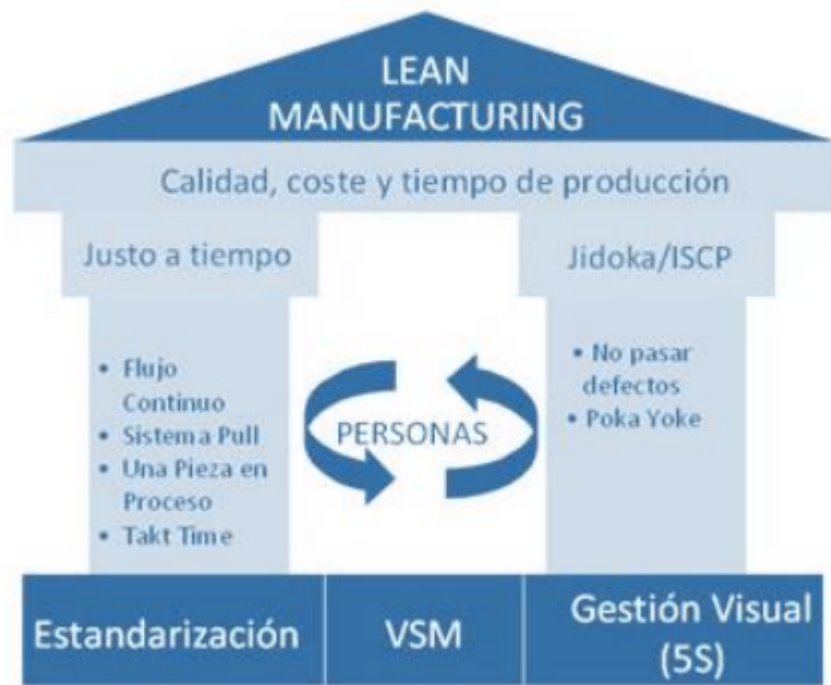 LEAN
MANUFACTURING
Calidad, coste y tiempo de producción
Justo a tiempo
• Flujo
Continuo
• Sistema Pull
• Una Pieza en
Proceso
• Takt Time
PERSONAS
Jidoka/ISCP
• No pasar
defectos
• Poka Yoke
Estandarización
VSM
Gestión Visual
(5S)